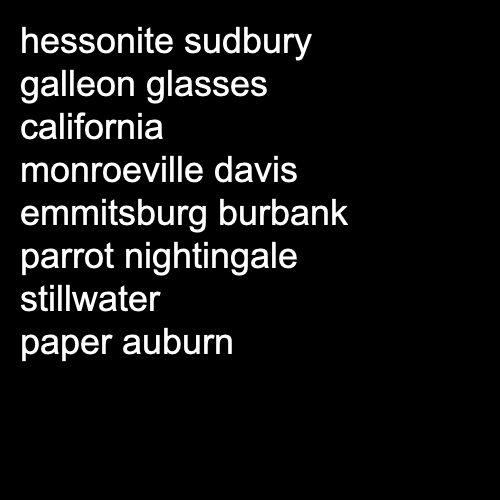 hessonite sudbury
galleon glasses
california
monroeville davis
emmitsburg burbank
parrot nightingale
stillwater
paper auburn